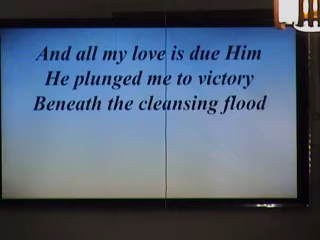 And all my love is due Him
He plunged me to victory
Beneath the cleansing flood